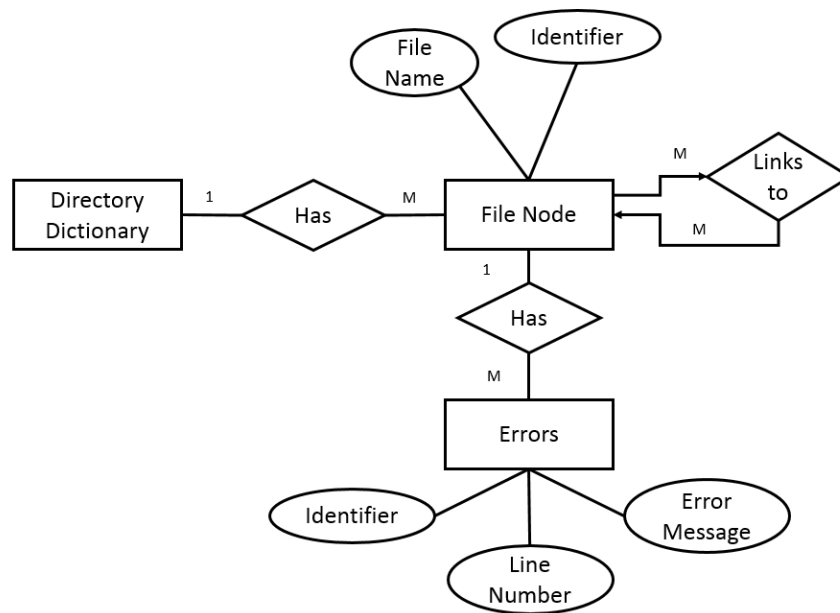 File
Name
Identifier
Directory
Dictionary
1
Has
M
File Node
M
Links
to
M
1
Has
M
Errors
Identifier
Line
Number
Error
Message